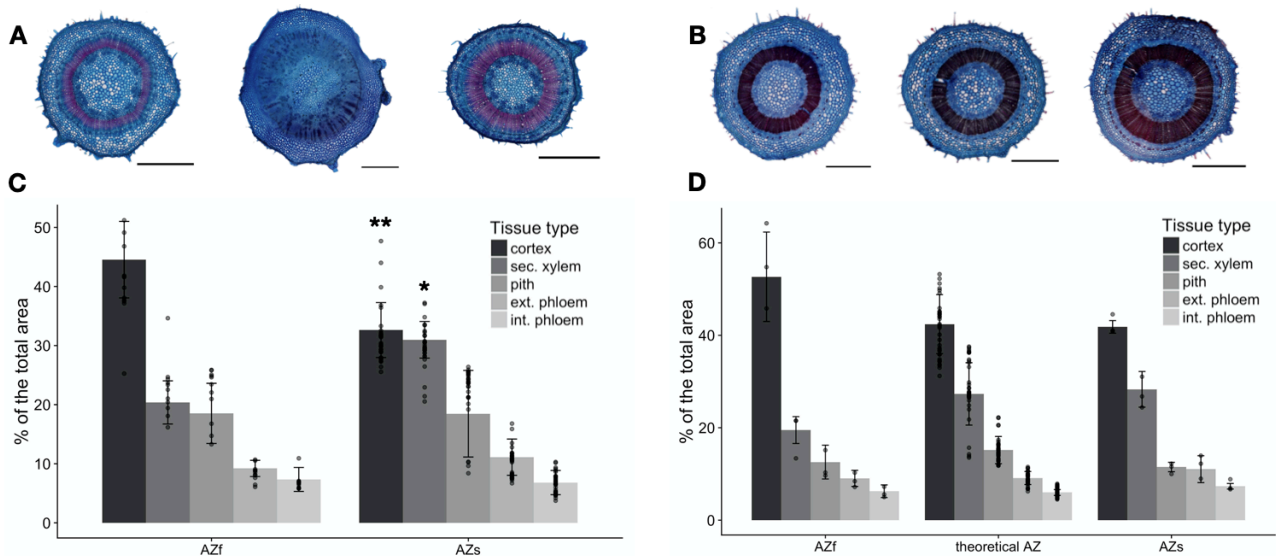 A
B
C
D
% of the total area
50
40
30
20
10
0
**
*
Tissue type
cortex
sec. xylem
pith
ext. phloem
int. phloem
AZf
AZs
% of the total area
60
40
20
0
Tissue type
cortex
sec. xylem
pith
ext. phloem
int. phloem
AZf
theoretical AZ
AZs